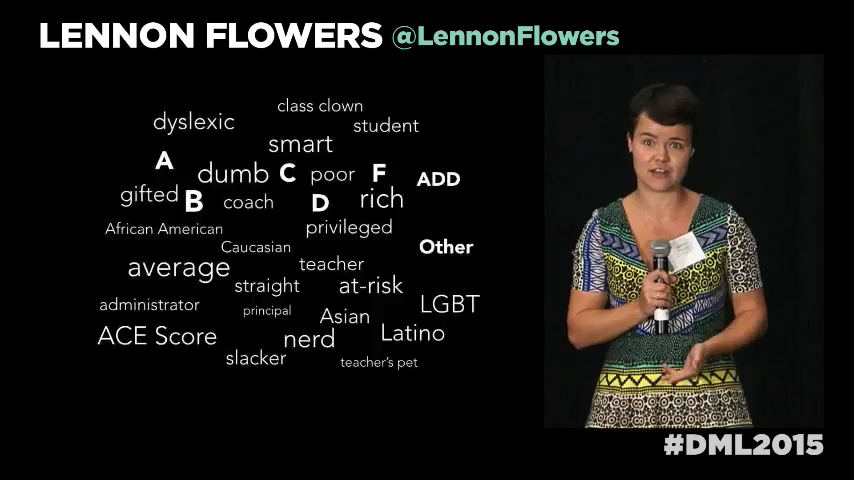 LENNON FLOWERS @LennonFlowers
class clown
dyslexic
student
smart
A
dumb C poor F ADD
gifted B coach D rich
African American
privileged
Caucasian
Other
average
teacher
straight at-risk
administrator
principal
LGBT
ACE Score
Asian
nerd
Latino
slacker
teacher's pet
#DML2015